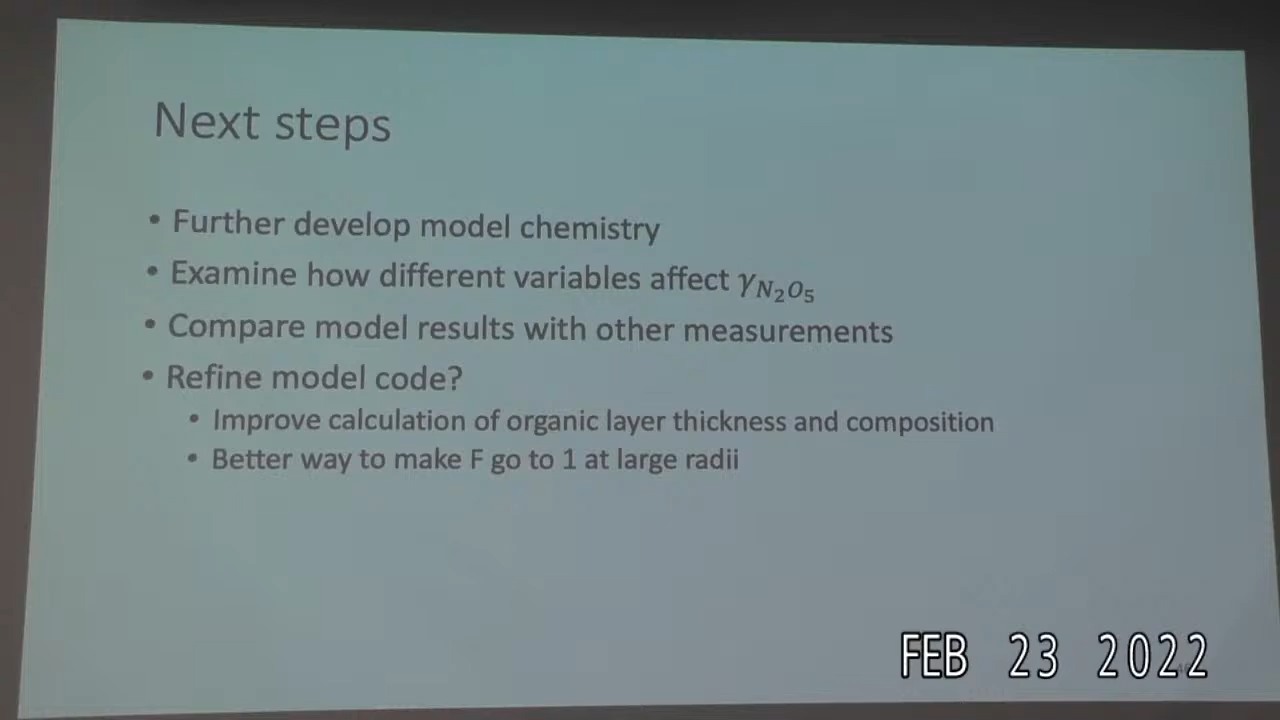 Next steps
• Further develop model chemistry
• Examine how different variables affect γN₂O₅
• Compare model results with other measurements
• Refine model code?
• Improve calculation of organic layer thickness and composition
• Better way to make F go to 1 at large radii
FEB 23 2022